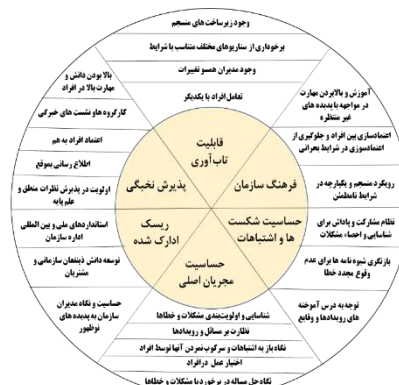 وجود زیرساخت های منسجم
برخورداری از سناریوهای مختلف متناسب با شرایط
وجود مدیران همسو تغییرات
تعامل افراد با یکدیگر
قابلیت
تاب‌آوری
آموزش و بالابردن مهارت
در مواجهه با پدیده های
غیر منتظره
اعتمادسازی بین افراد و جلوگیری از
اعتمادسوزی در شرایط بحرانی
رویکرد منسجم و یکپارچه در
شرایط نامطمئن
فرهنگ سازمان
نظام مشارکت و پاداش برای
شناسایی و احصاء مشکلات
بازنگری شیوه نامه ها برای عدم
وقوع مجدد خطا
توجه به درس آموخته
های رویدادها و وقایع
حساسیت شکست
ها و اشتباهات
حساسیت
مجریان اصلی
شناسایی و اولویت‌بندی مشکلات و خطاها
نظارت بر مسائل و رویدادها
نگاه باز به اشتباهات و سرکوب نمردن آنها توسط افراد
اختیار عمل در افراد
نگاه حل مساله در برخورد با مشکلات و خطاها
ریسک
ادارک شده
استانداردهای ملی و بین المللی
اداره سازمان
توسعه دانش ذینفعان سازمانی و
مشتریان
حساسیت و نگاه مدیران
سازمان به پدیده های
نوظهور
پذیرش نخبگی
بالا بودن دانش و
مهارت بالا در افراد
کارگروه ها و نشست های خبرگی
اعتماد افراد به هم
اطلاع رسانی بموقع
اولویت در پذیرش نظرات متعلق و
علم پایه